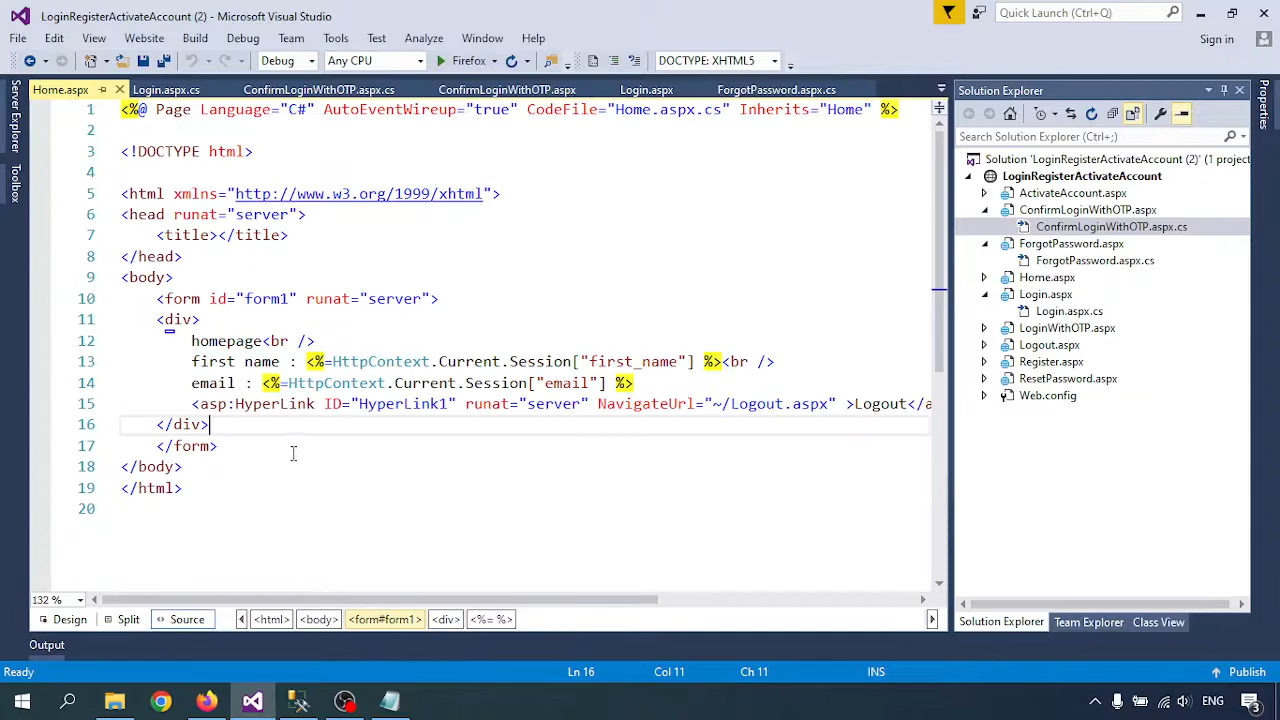 LoginRegisterActivateAccount (2) - Microsoft Visual Studio
Quick Launch (Ctrl+Q)
File Edit View Website Build Debug Team Tools Test Analyze Window Help
Sign in
Debug Any CPU Firefox DOCTYPE: XHTML5
Server Explorer
Toolbox
Home.aspx Login.aspx.cs ConfirmLoginWithOTP.aspx.cs ConfirmLoginWithOTP.aspx Login.aspx ForgotPassword.aspx.cs
1 <%@ Page Language="C#" AutoEventWireup="true" CodeFile="Home.aspx.cs" Inherits="Home" %>
2
3 <!DOCTYPE html>
4
5 <html xmlns="http://www.w3.org/1999/xhtml">
6 <head runat="server">
7 <title></title>
8 </head>
9 <body>
10 <form id="form1" runat="server">
11 <div>
12 homepage<br />
13 first name : <%=HttpContext.Current.Session["first_name"] %><br />
14 email : <%=HttpContext.Current.Session["email"] %>
15 <asp:HyperLink ID="HyperLink1" runat="server" NavigateUrl="~/Logout.aspx" >Logout</a
16 </div>
17 </form>
18 </body>
19 </html>
20
132 %
Design Split Source <html> <body> <form#form1> <div> <%= %>
Solution Explorer
Search Solution Explorer (Ctrl+;)
Solution 'LoginRegisterActivateAccount (2)' (1 project
LoginRegisterActivateAccount
ActivateAccount.aspx
ConfirmLoginWithOTP.aspx
ConfirmLoginWithOTP.aspx.cs
ForgotPassword.aspx
ForgotPassword.aspx.cs
Home.aspx
Login.aspx
Login.aspx.cs
LoginWithOTP.aspx
Logout.aspx
Register.aspx
ResetPassword.aspx
Web.config
Solution Explorer Team Explorer Class View
Properties
Output
Ready Ln 16 Col 11 Ch 11 INS Publish
ENG
3